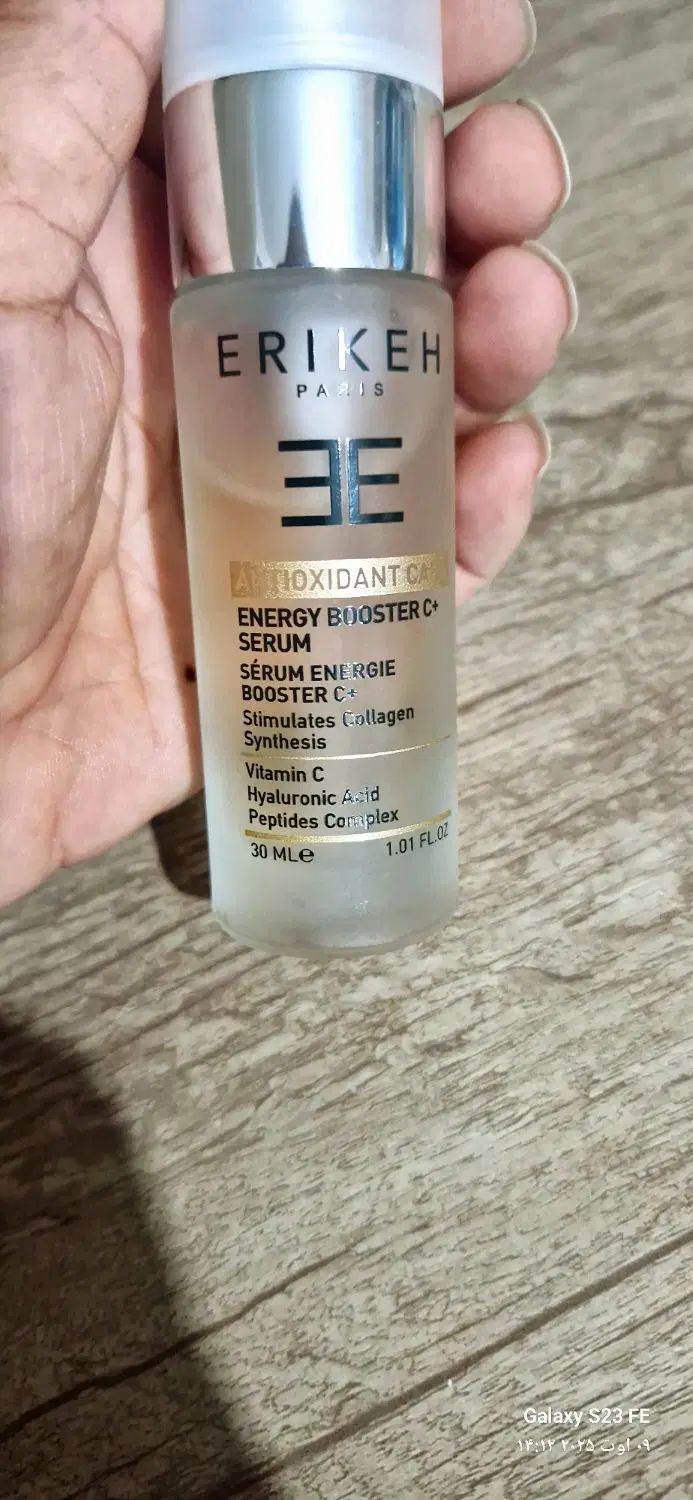 ERIKEH
PARIS
ANTIOXIDANT
ENERGY BOOSTER C+
SERUM
SÉRUM ENERGIE
BOOSTER C+
Stimulates Collagen
Synthesis
Vitamin C
Hyaluronic Acid
Peptides Complex
30 ML℮ 1.01 FL.OZ
Galaxy S23 FE
۰۹ اوت ۲۰۲۵ ۱۴:۱۲